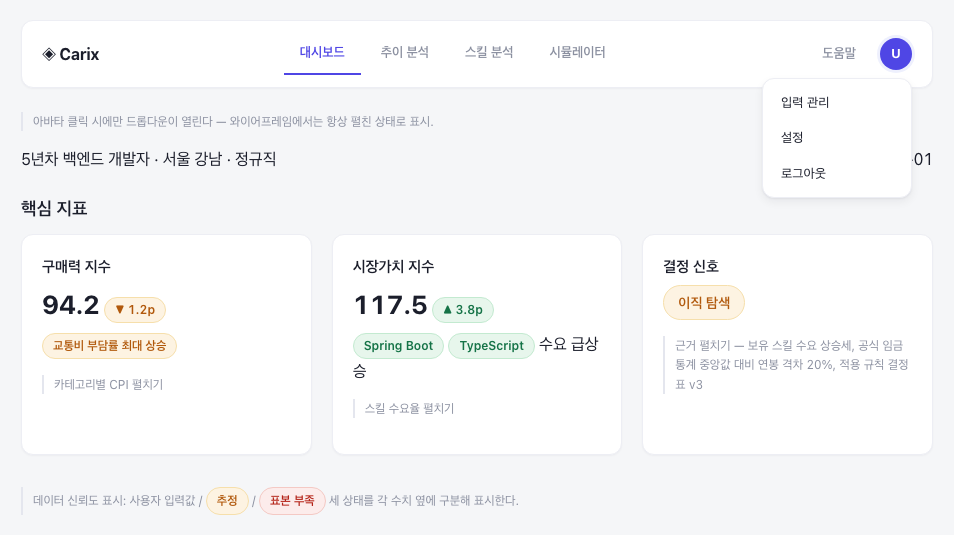 ◈ Carix
대시보드 추이 분석 스킬 분석 시뮬레이터
도움말 U
입력 관리
설정
로그아웃
아바타 클릭 시에만 드롭다운이 열린다 — 와이어프레임에서는 항상 펼친 상태로 표시.
5년차 백엔드 개발자 · 서울 강남 · 정규직
01
핵심 지표
구매력 지수
94.2 ▼ 1.2p
교통비 부담률 최대 상승
카테고리별 CPI 펼치기
시장가치 지수
117.5 ▲ 3.8p
Spring Boot TypeScript 수요 급상
승
스킬 수요율 펼치기
결정 신호
이직 탐색
근거 펼치기 — 보유 스킬 수요 상승세, 공식 임금
통계 중앙값 대비 연봉 격차 20%, 적용 규칙 결정
표 v3
데이터 신뢰도 표시: 사용자 입력값 / 추정 / 표본 부족 세 상태를 각 수치 옆에 구분해 표시한다.